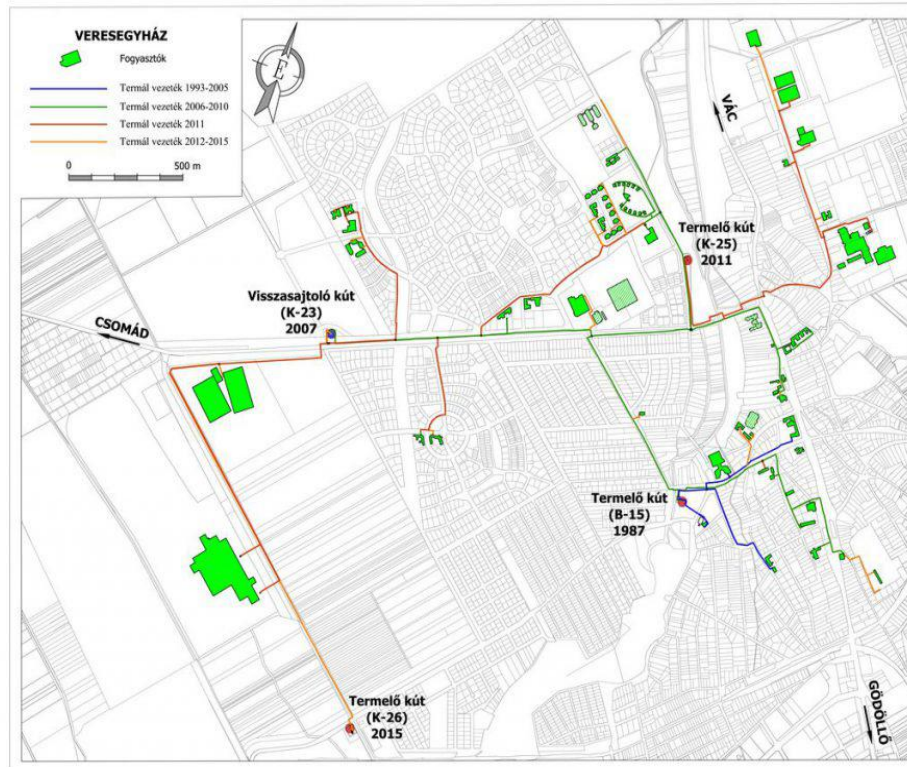 VERESEGYHÁZ
Fogyasztók
Termál vezeték 1993-2005
Termál vezeték 2006-2010
Termál vezeték 2011
Termál vezeték 2012-2015
0
500 m
É
VÁC
Termelő kút
(K-25)
2011
Visszasajtoló kút
(K-23)
2007
CSOMÁD
Termelő kút
(B-15)
1987
Termelő kút
(K-26)
2015
GÖDÖLLŐ